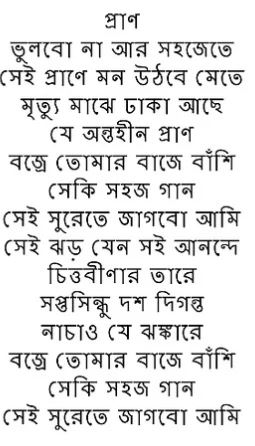 প্রাণ
ভুলবো না আর সহজেতে
সেই প্রাণে মন উঠবে মেতে
মৃত্যু মাঝে ঢাকা আছে
যে অন্তহীন প্রাণ
বজ্রে তোমার বাজে বাঁশি
সেকি সহজ গান
সেই সুরেতে জাগবো আমি
সেই ঝড় যেন সই আনন্দে
চিত্তবীণার তারে
সপ্তসিন্ধু দশ দিগন্ত
নাচাও যে ঝঙ্কারে
বজ্রে তোমার বাজে বাঁশি
সেকি সহজ গান
সেই সুরেতে জাগবো আমি